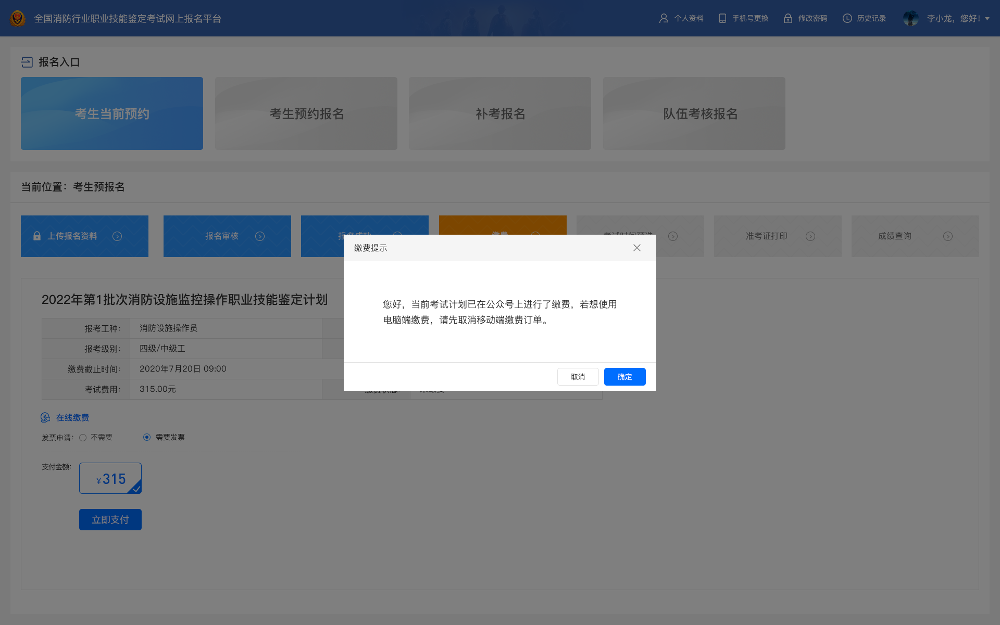 全国消防行业职业技能鉴定考试网上报名平台
个人资料
手机号更换
修改密码
历史记录
李小龙，您好！
报名入口
考生当前预约
考生预约报名
补考报名
队伍考核报名
当前位置：考生预报名
上传报名资料
报名审核
报名成功
缴费
准考证打印
成绩查询
缴费提示
您好，当前考试计划已在公众号上进行了缴费，若想使用
电脑端缴费，请先取消移动端缴费订单。
取消
确定
2022年第1批次消防设施监控操作职业技能鉴定计划
报考工种：
消防设施操作员
报考级别：
四级/中级工
缴费截止时间：
2020年7月20日 09:00
考试费用：
315.00元
在线缴费
发票申请：
不需要
需要发票
支付金额：
¥315
立即支付